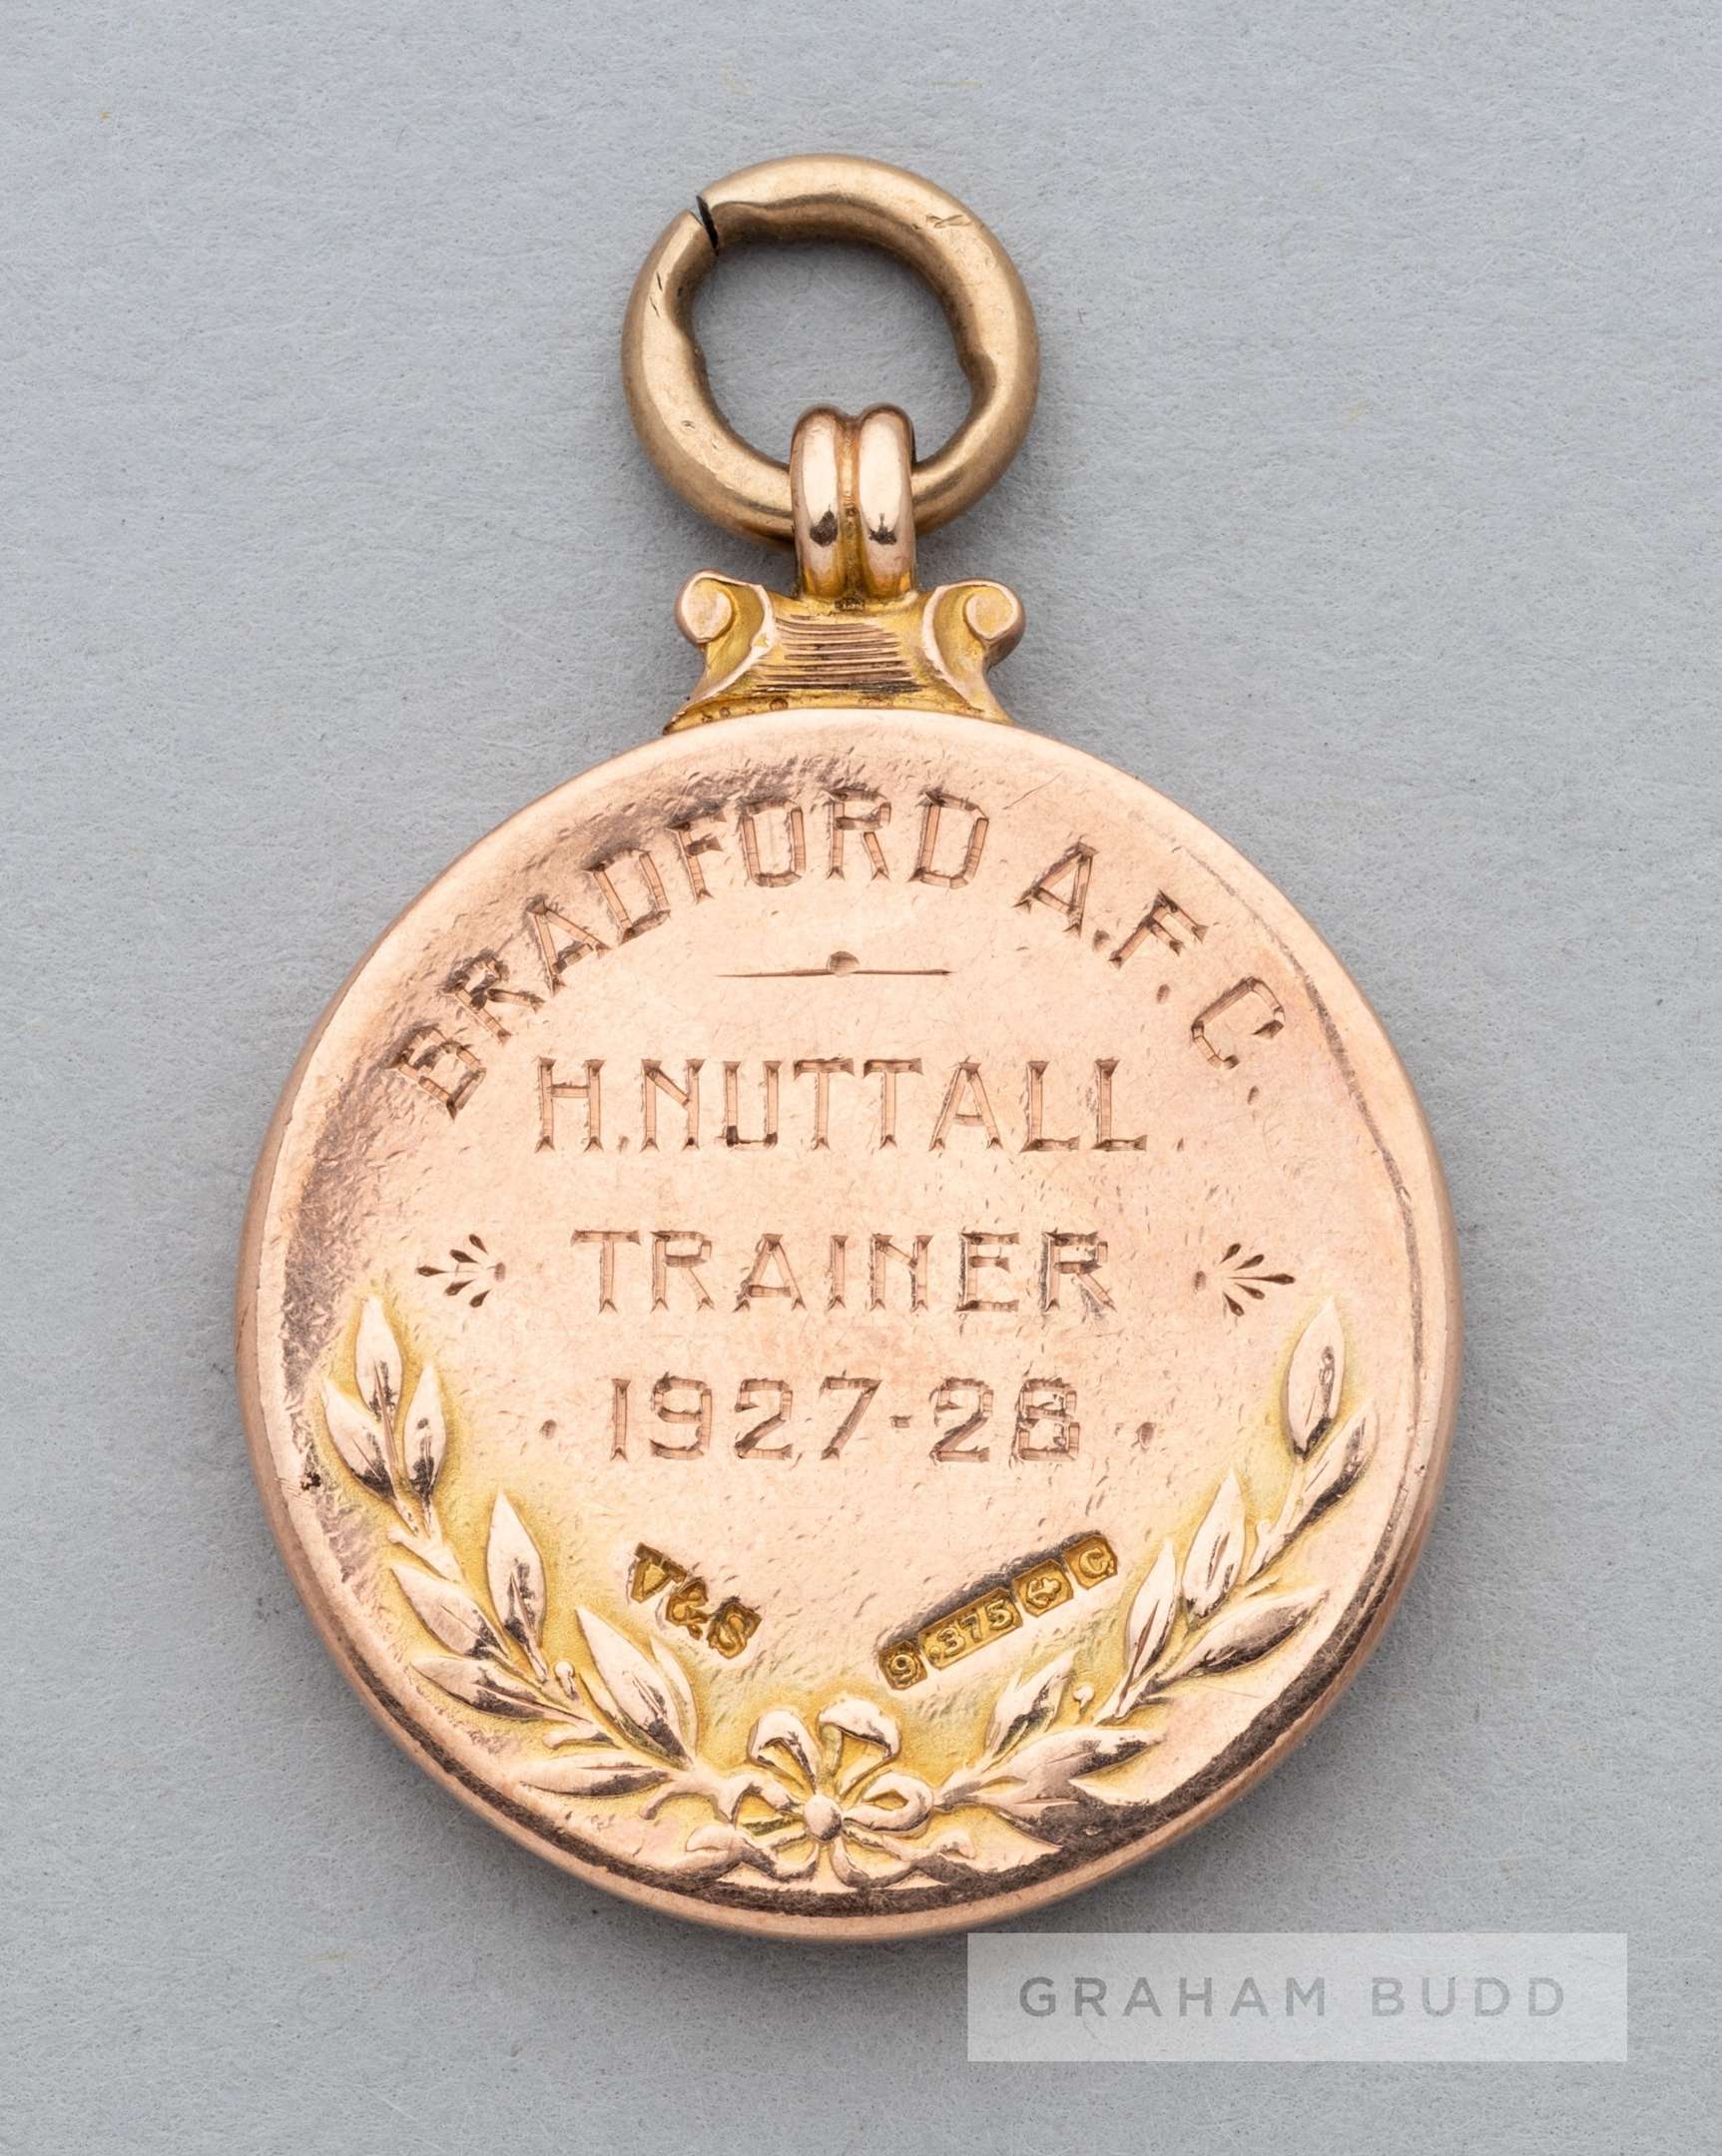 BRADFORD A.F.C.
H.NUTTALL.
TRAINER
· 1927-28 ·
V&S
9 .375 C
GRAHAM BUDD